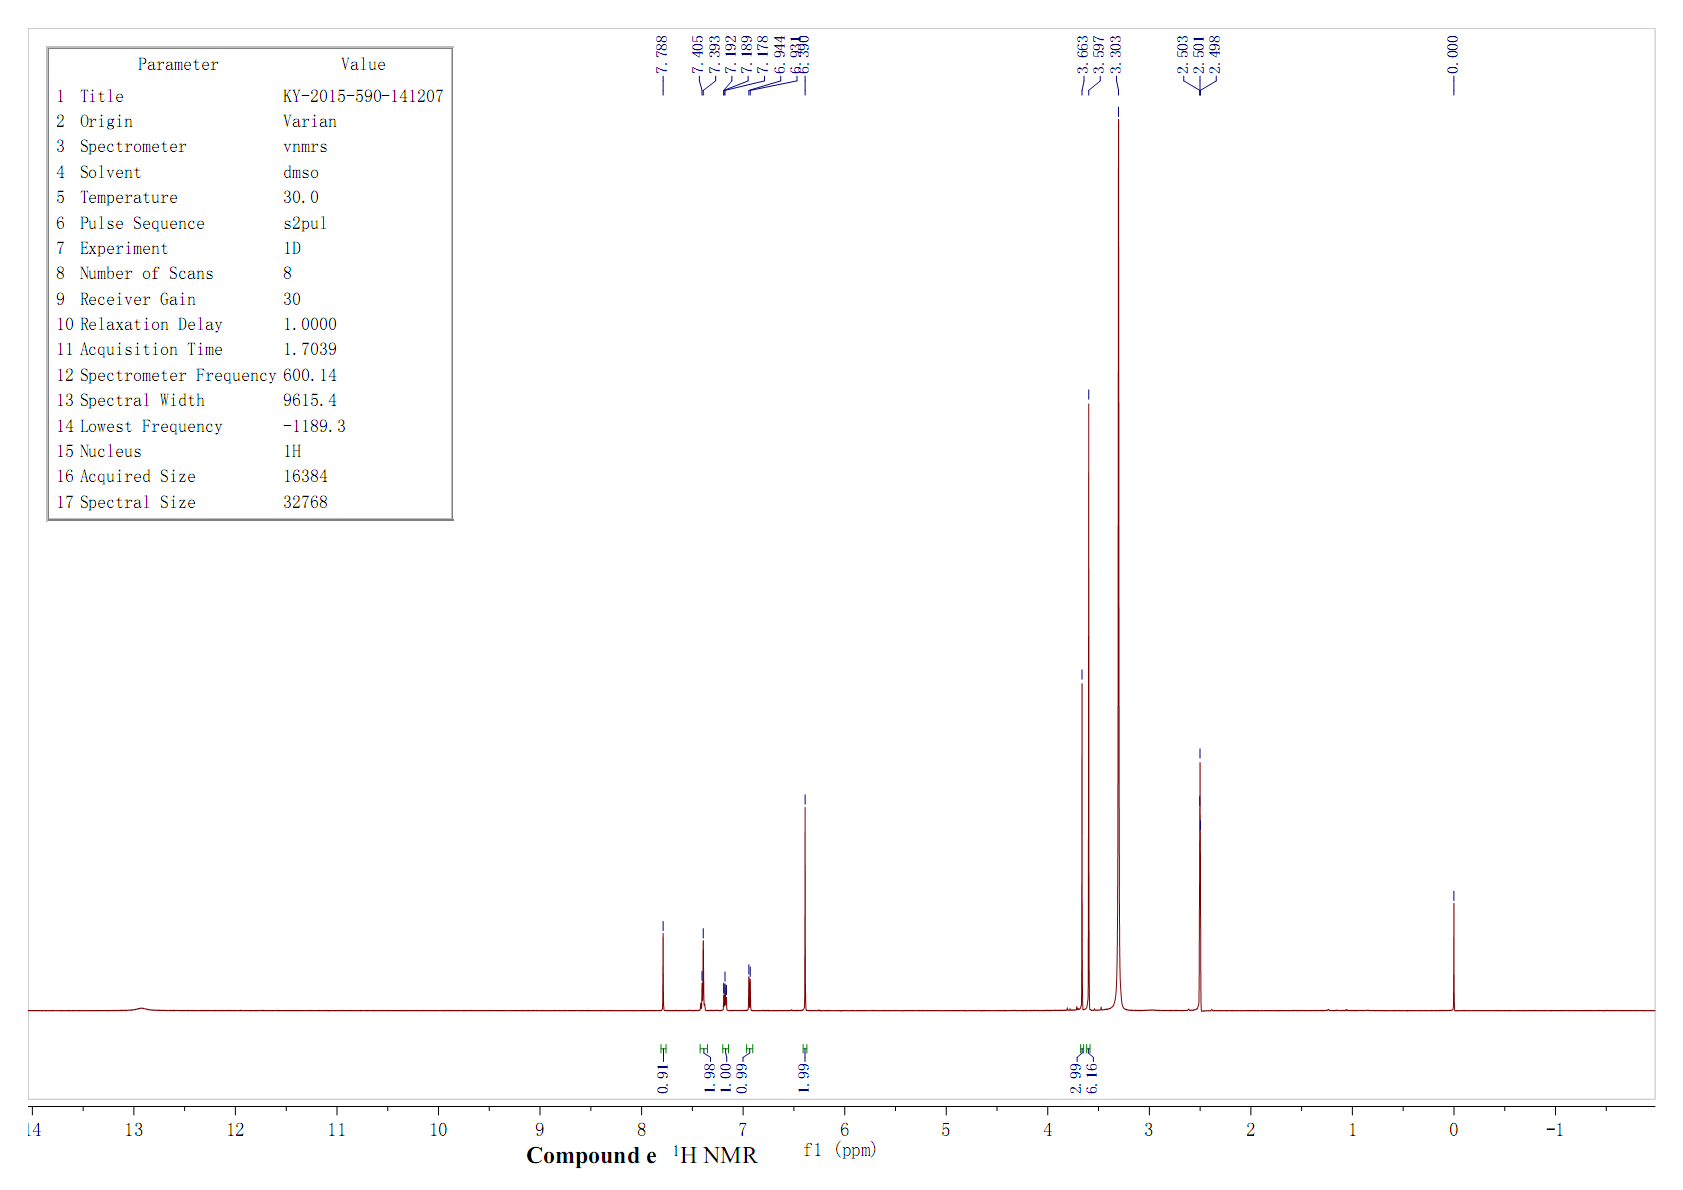 Parameter Value
1 Title KY-2015-590-141207
2 Origin Varian
3 Spectrometer vnmrs
4 Solvent dmso
5 Temperature 30.0
6 Pulse Sequence s2pul
7 Experiment 1D
8 Number of Scans 8
9 Receiver Gain 30
10 Relaxation Delay 1.0000
11 Acquisition Time 1.7039
12 Spectrometer Frequency 600.14
13 Spectral Width 9615.4
14 Lowest Frequency -1189.3
15 Nucleus 1H
16 Acquired Size 16384
17 Spectral Size 32768
7.788
7.405
7.393
7.192
7.189
7.178
6.944
6.931
6.390
3.663
3.597
3.303
2.503
2.501
2.498
0.000
0.91
1.98
1.00
0.99
1.99
2.99
6.16
14 13 12 11 10 9 8 7 6 5 4 3 2 1 0 -1
f1 (ppm)
Compound e ¹H NMR